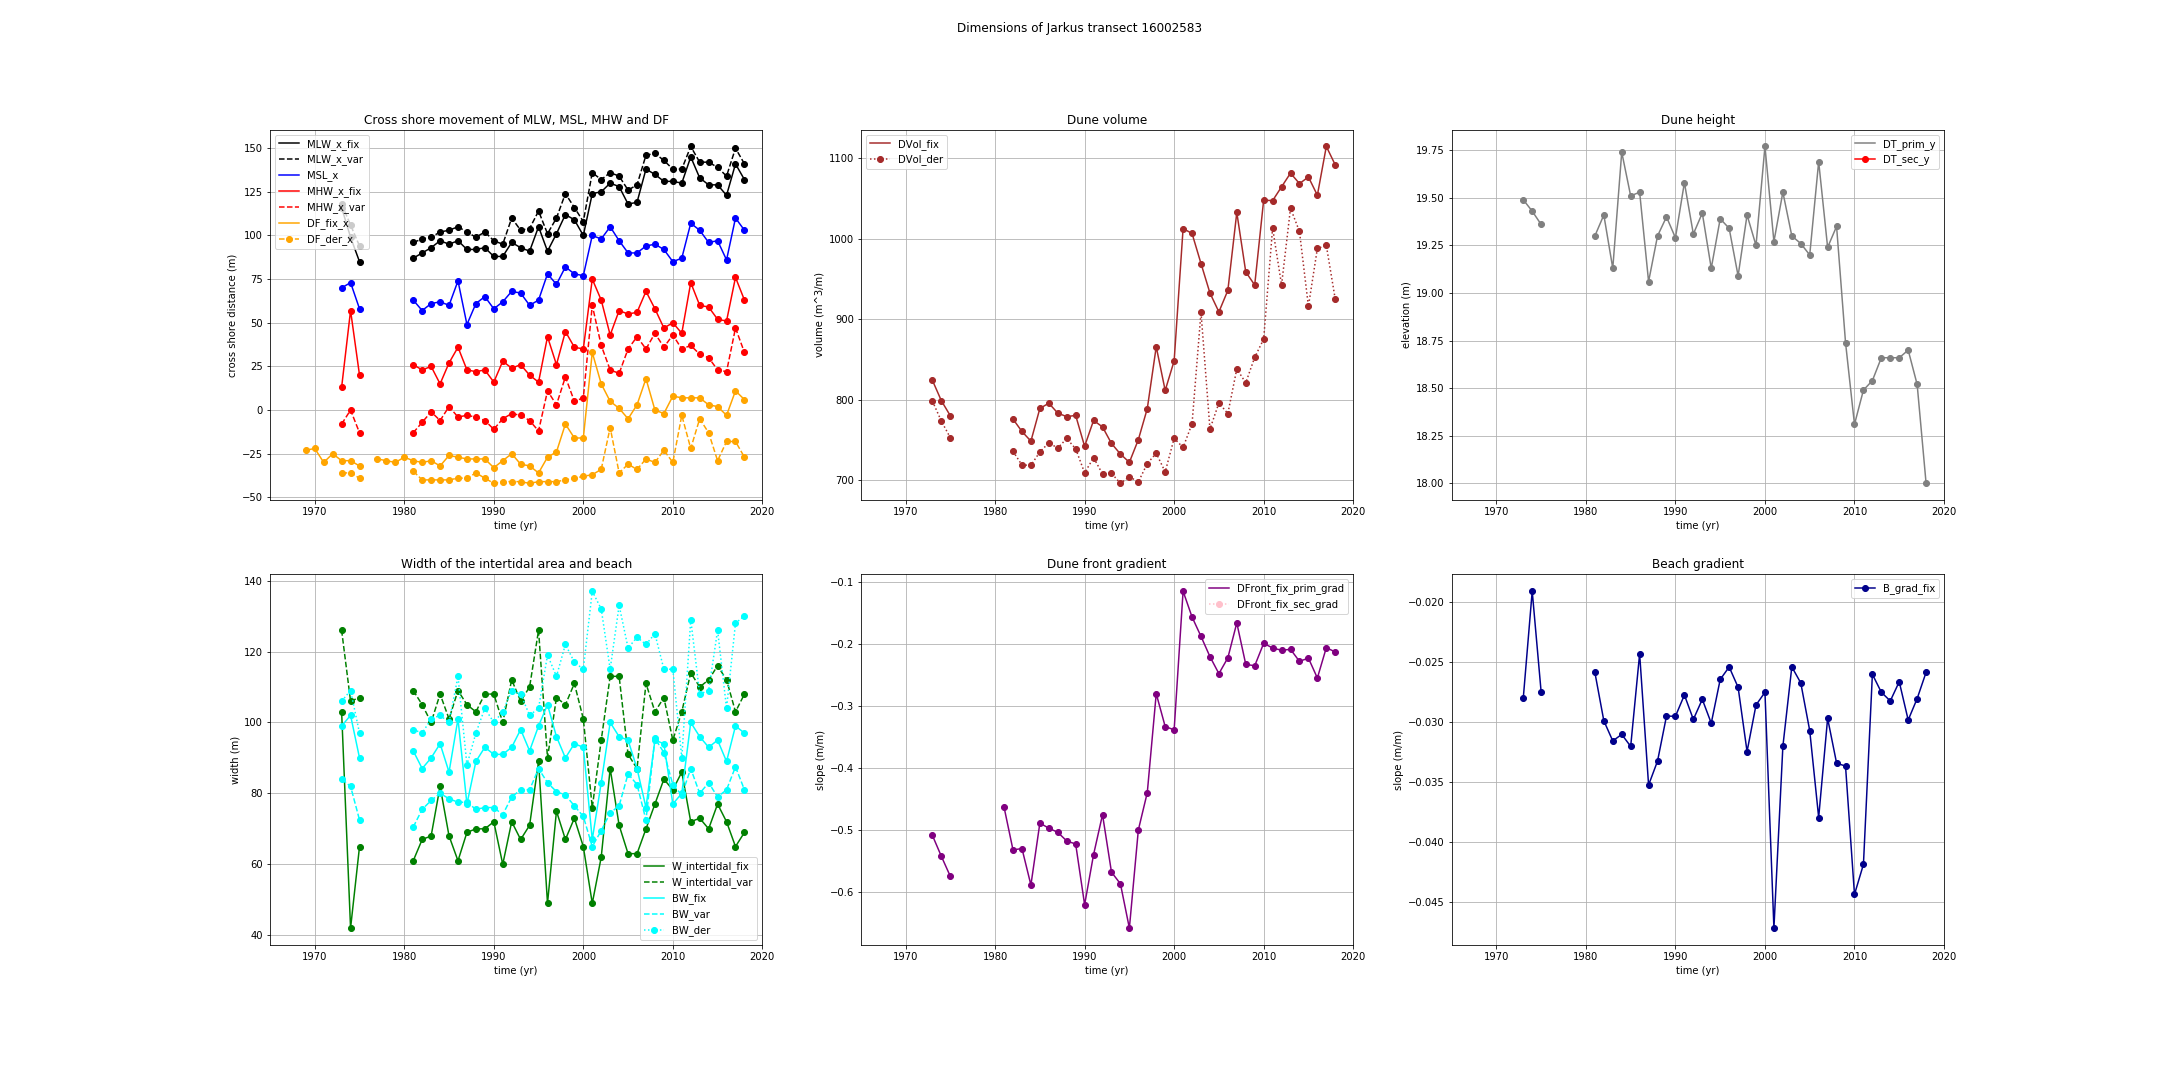 Dimensions of Jarkus transect 16002583
Cross shore movement of MLW, MSL, MHW and DF
cross shore distance (m)
150
125
100
75
50
25
0
−25
−50
MLW_x_fix
MLW_x_var
MSL_x
MHW_x_fix
MHW_x_var
DF_fix_x
DF_der_x
1970 1980 1990 2000 2010 2020
time (yr)
Dune volume
volume (m^3/m)
1100
1000
900
800
700
DVol_fix
DVol_der
1970 1980 1990 2000 2010 2020
time (yr)
Dune height
elevation (m)
19.75
19.50
19.25
19.00
18.75
18.50
18.25
18.00
DT_prim_y
DT_sec_y
1970 1980 1990 2000 2010 2020
time (yr)
Width of the intertidal area and beach
width (m)
140
120
100
80
60
40
W_intertidal_fix
W_intertidal_var
BW_fix
BW_var
BW_der
1970 1980 1990 2000 2010 2020
time (yr)
Dune front gradient
slope (m/m)
−0.1
−0.2
−0.3
−0.4
−0.5
−0.6
DFront_fix_prim_grad
DFront_fix_sec_grad
1970 1980 1990 2000 2010 2020
time (yr)
Beach gradient
slope (m/m)
−0.020
−0.025
−0.030
−0.035
−0.040
−0.045
B_grad_fix
1970 1980 1990 2000 2010 2020
time (yr)